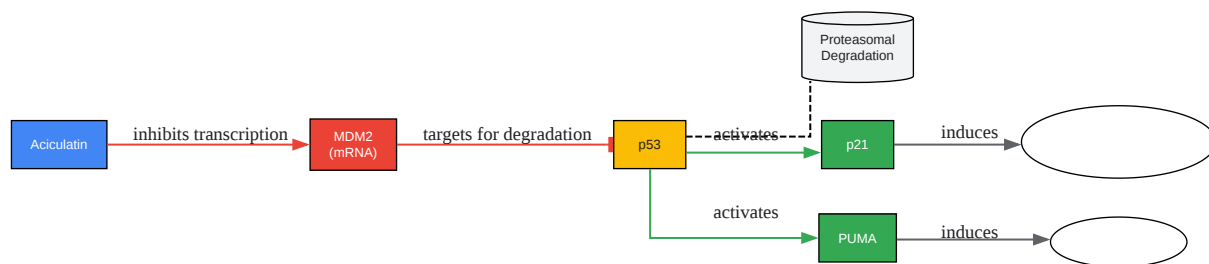 Proteasomal
Degradation
Aciculatin
inhibits transcription
MDM2
(mRNA)
targets for degradation
p53
activates
p21
induces
activates
PUMA
induces